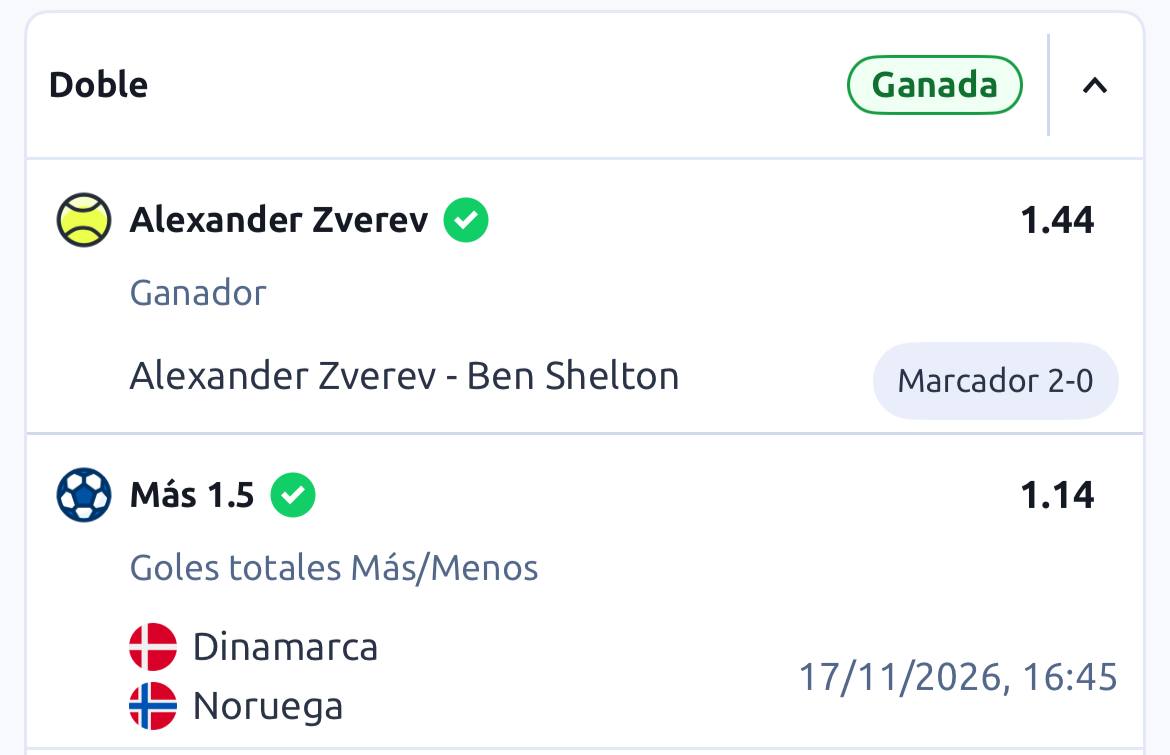 Doble
Ganada
Alexander Zverev
1.44
Ganador
Alexander Zverev - Ben Shelton
Marcador 2-0
Más 1.5
1.14
Goles totales Más/Menos
Dinamarca
17/11/2026, 16:45
Noruega